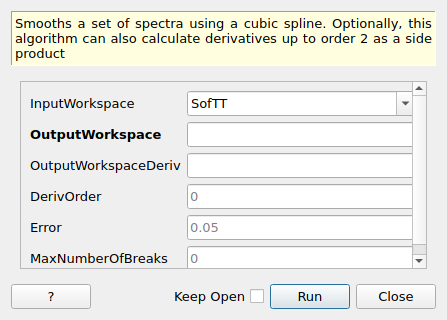 Smooths a set of spectra using a cubic spline. Optionally, this
algorithm can also calculate derivatives up to order 2 as a side
product
InputWorkspace SofTT
OutputWorkspace
OutputWorkspaceDeriv
DerivOrder 0
Error 0.05
MaxNumberOfBreaks 0
? Keep Open Run Close